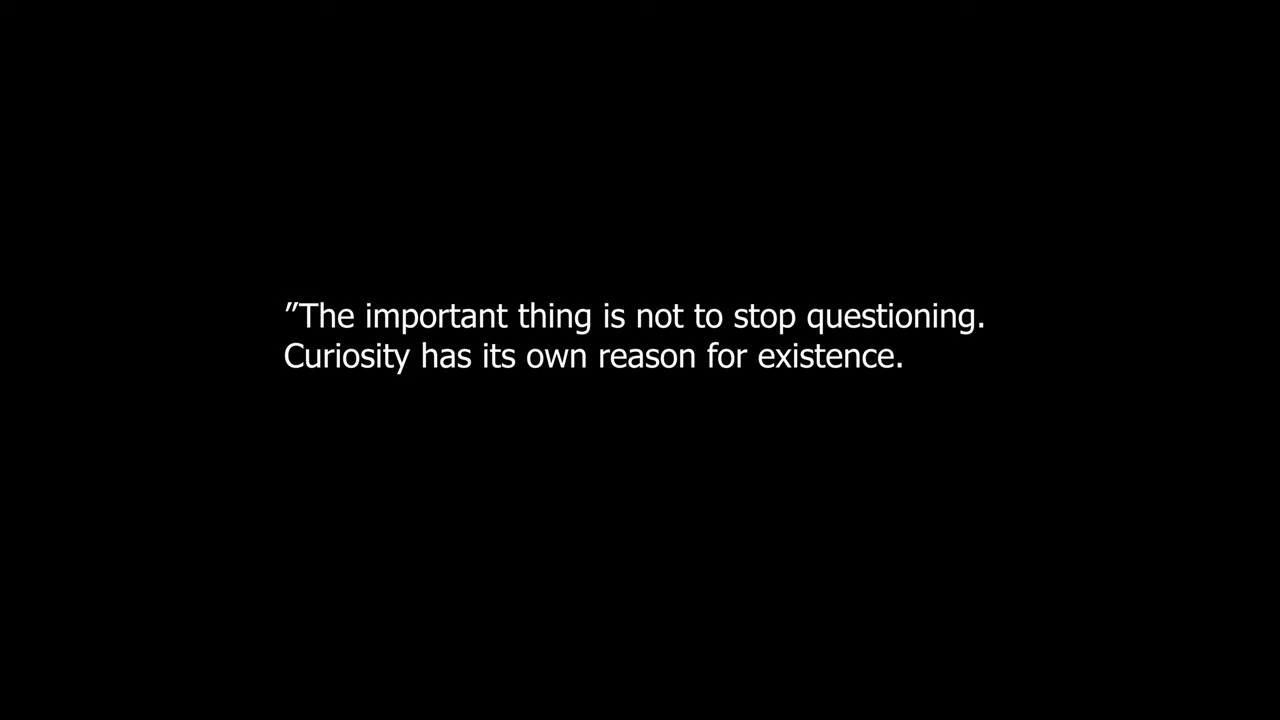 ”The important thing is not to stop questioning.
Curiosity has its own reason for existence.